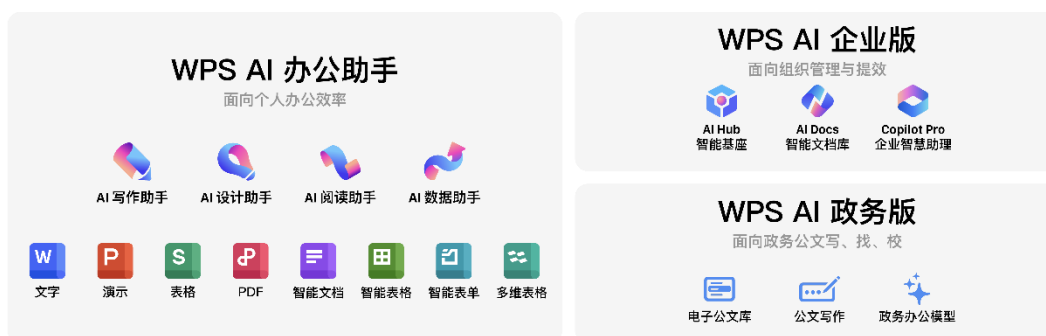 WPS AI 办公助手
面向个人办公效率
AI 写作助手 AI 设计助手 AI 阅读助手 AI 数据助手
W P S P
文字 演示 表格 PDF 智能文档 智能表格 智能表单 多维表格
WPS AI 企业版
面向组织管理与提效
AI Hub AI Docs Copilot Pro
智能基座 智能文档库 企业智慧助理
WPS AI 政务版
面向政务公文写、找、校
电子公文库 公文写作 政务办公模型